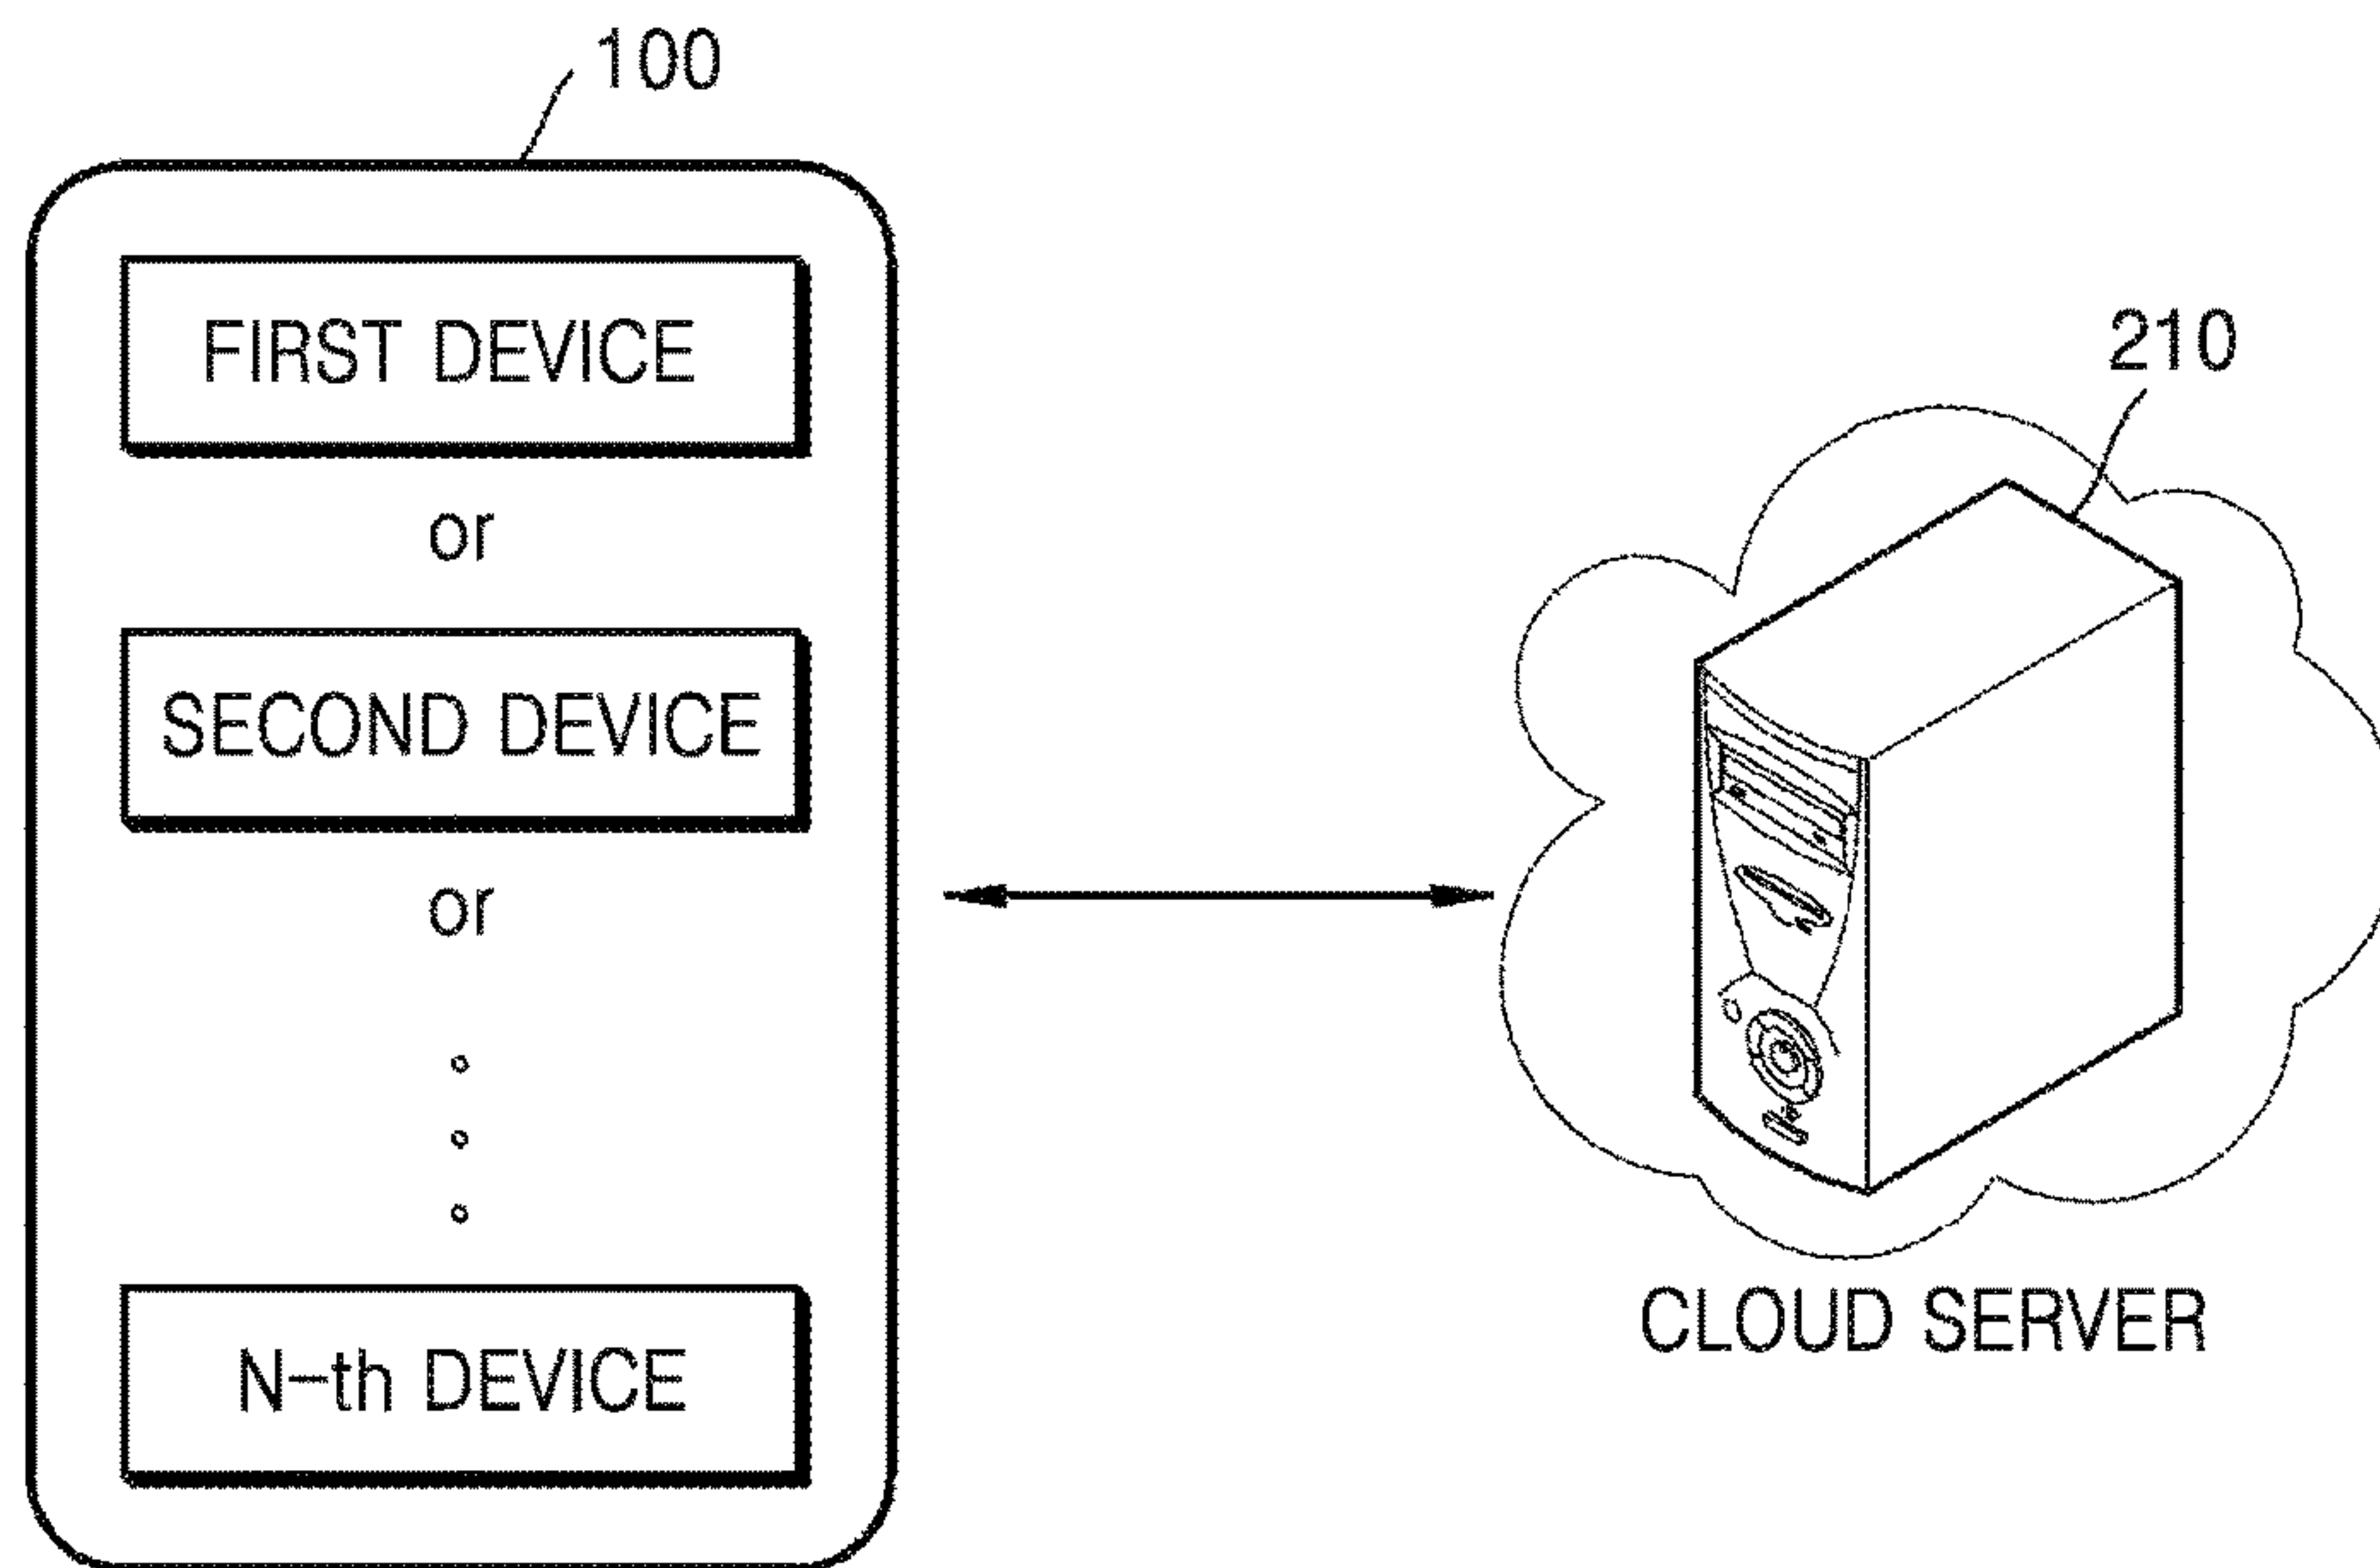 100
FIRST DEVICE
or
SECOND DEVICE
or
N-th DEVICE
210
CLOUD SERVER